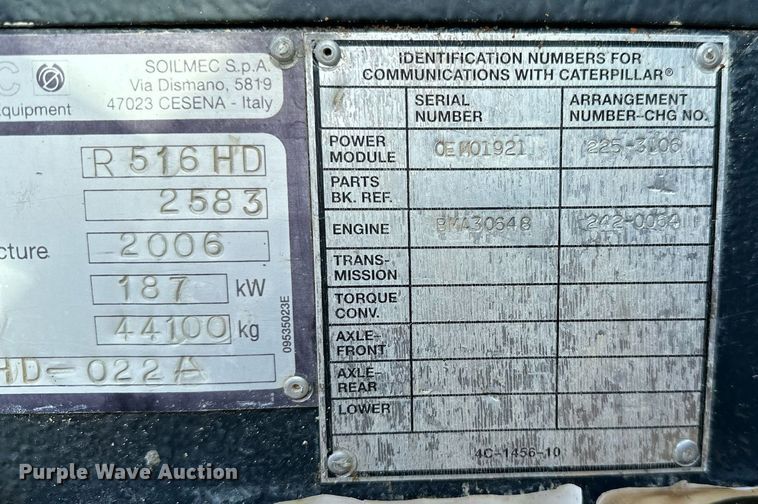 C
SOILMEC S.p.A.
Via Dismano, 5819
47023 CESENA - Italy
Equipment
R 516 HD
2583
cture 2006
187 kW
44100 kg
HD-022A
09535023E
IDENTIFICATION NUMBERS FOR
COMMUNICATIONS WITH CATERPILLAR®
SERIAL NUMBER ARRANGEMENT NUMBER-CHG NO.
POWER MODULE OEM01921 225-3106
PARTS BK. REF.
ENGINE BMA30648 242-0054
TRANS-MISSION
TORQUE CONV.
AXLE-FRONT
AXLE-REAR
LOWER
4C-1456-10
Purple Wave Auction